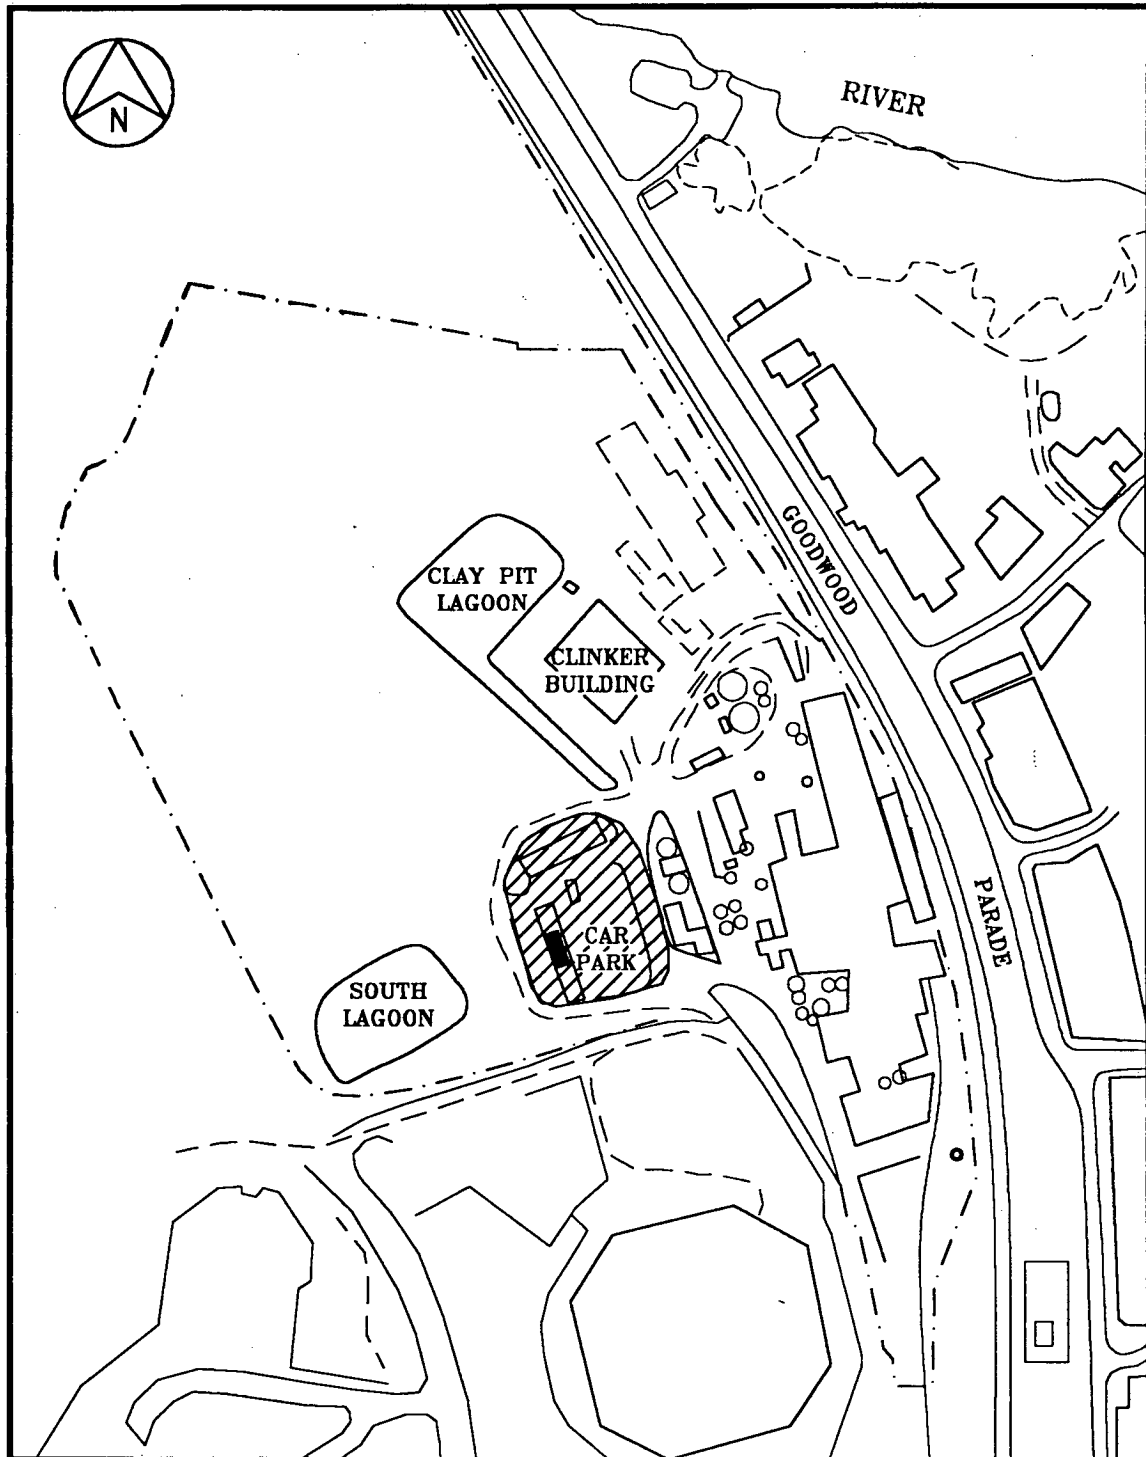 N
RIVER
GOODWOOD
PARADE
CLAY PIT
LAGOON
CLINKER
BUILDING
CAR
PARK
SOUTH
LAGOON